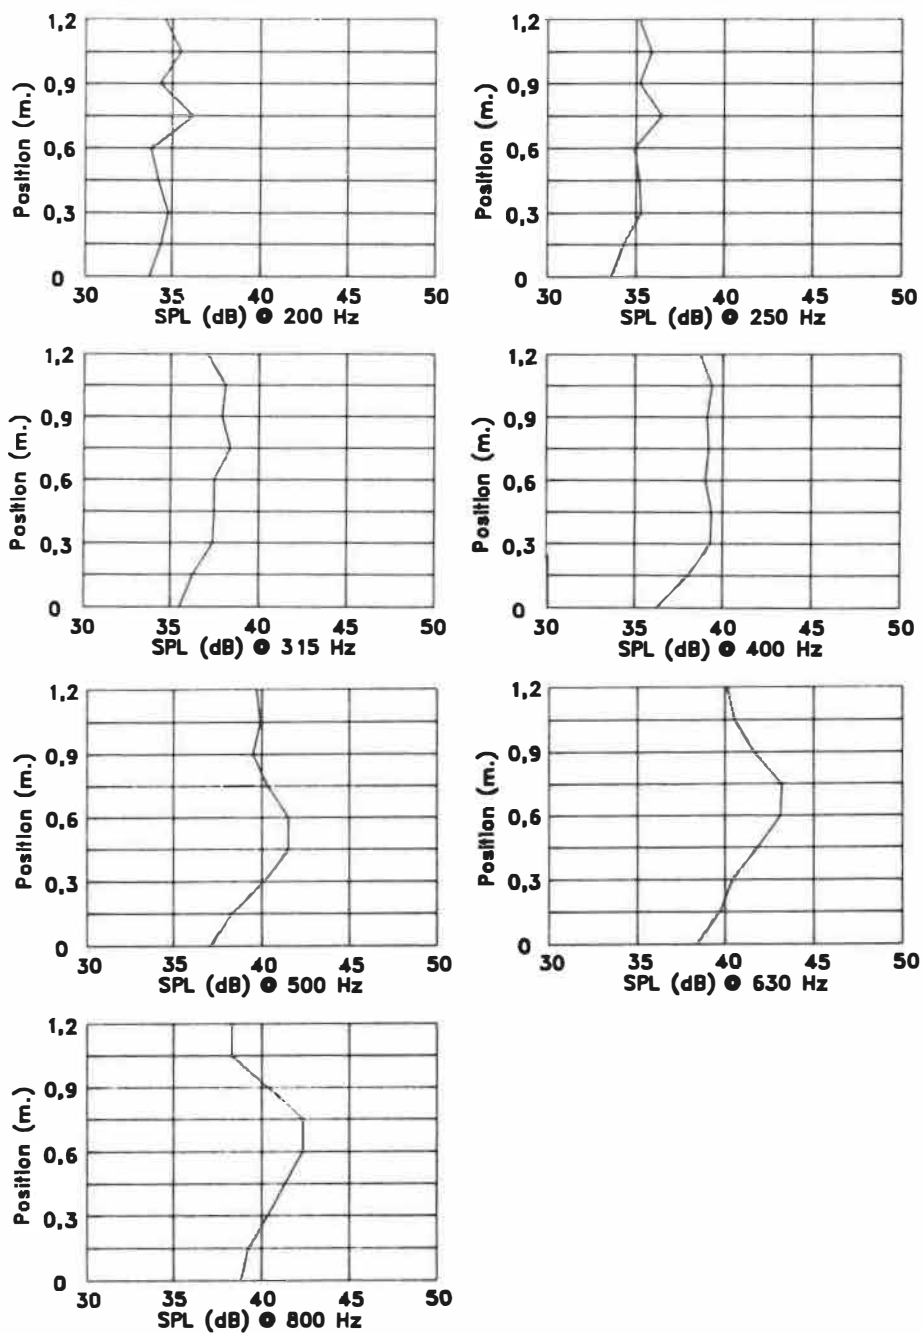 1,2
0,9
0,6
0,3
0
Position (m.)
30 35 40 45 50
SPL (dB) @ 200 Hz
1,2
0,9
0,6
0,3
0
Position (m.)
30 35 40 45 50
SPL (dB) @ 250 Hz
1,2
0,9
0,6
0,3
0
Position (m.)
30 35 40 45 50
SPL (dB) @ 315 Hz
1,2
0,9
0,6
0,3
0
Position (m.)
30 35 40 45 50
SPL (dB) @ 400 Hz
1,2
0,9
0,6
0,3
0
Position (m.)
30 35 40 45 50
SPL (dB) @ 500 Hz
1,2
0,9
0,6
0,3
0
Position (m.)
30 35 40 45 50
SPL (dB) @ 630 Hz
1,2
0,9
0,6
0,3
0
Position (m.)
30 35 40 45 50
SPL (dB) @ 800 Hz